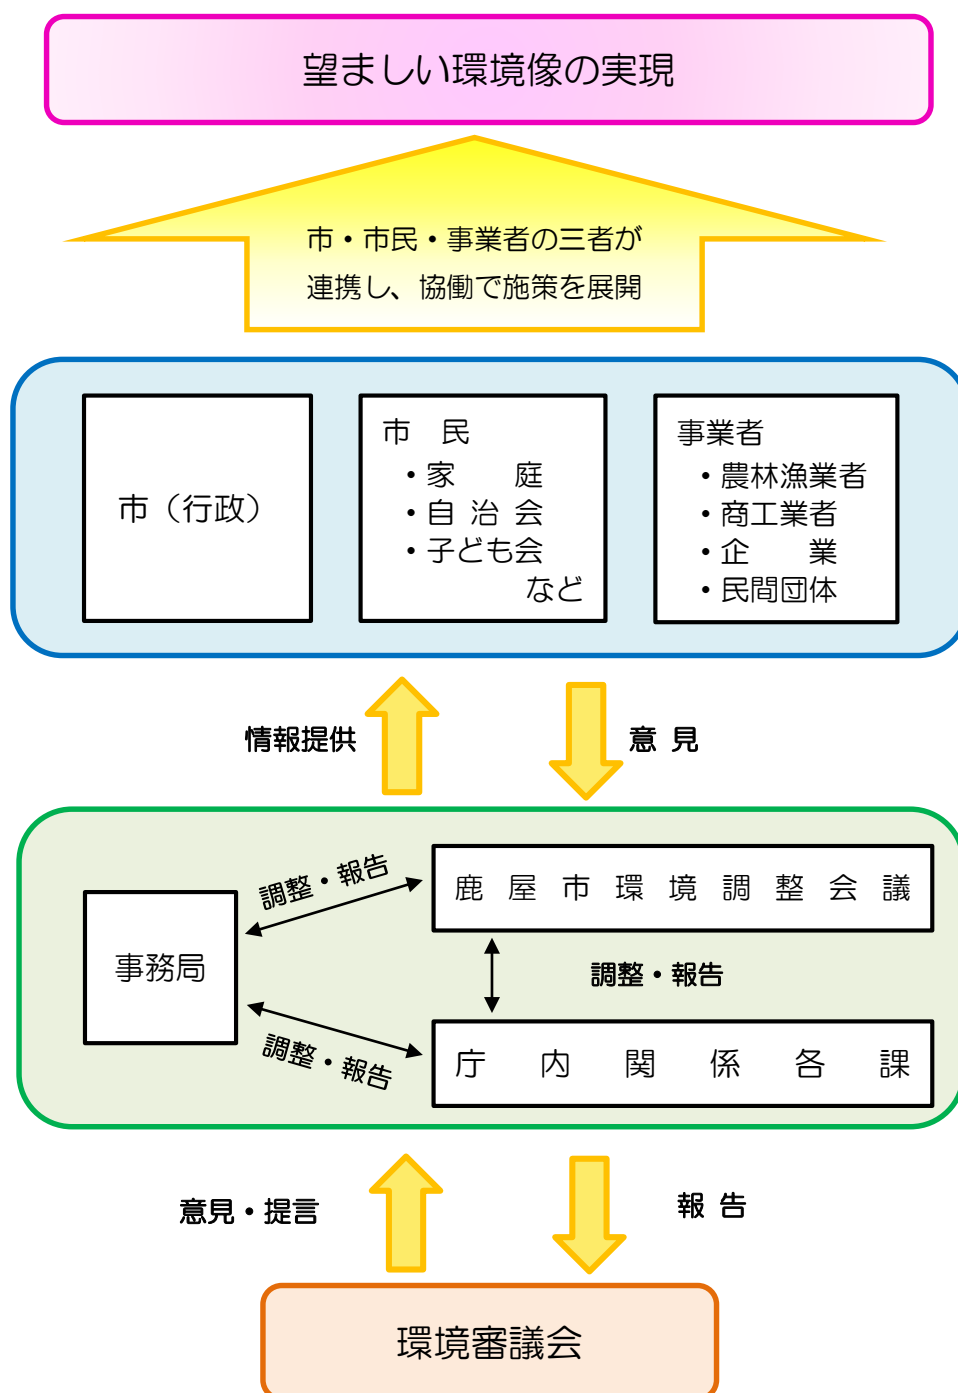 望ましい環境像の実現
市・市民・事業者の三者が
連携し、協働で施策を展開
市（行政）
市　民
・家　　庭
・自 治 会
・子ども会
など
事業者
・農林漁業者
・商工業者
・企　　業
・民間団体
情報提供
意 見
調整・報告
鹿 屋 市 環 境 調 整 会 議
事務局
調整・報告
調整・報告
庁 内 関 係 各 課
意見・提言
報 告
環境審議会